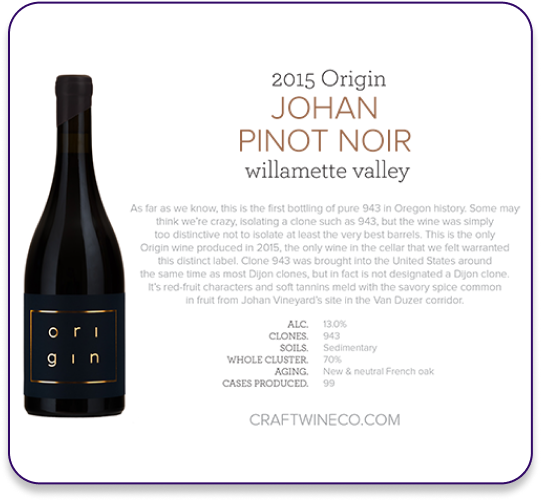 2015 Origin
JOHAN
PINOT NOIR
willamette valley
As far as we know, this is the first bottling of pure 943 in Oregon history. Some may
think we're crazy, isolating a clone such as 943, but the wine was simply
too distinctive not to isolate at least the very best barrels. This is the only
Origin wine produced in 2015, the only wine in the cellar that we felt warranted
this distinct label. Clone 943 was brought into the United States around
the same time as most Dijon clones, but in fact is not designated a Dijon clone.
It's red-fruit characters and soft tannins meld with the savory spice common
in fruit from Johan Vineyard's site in the Van Duzer corridor.
ori
gin
ALC. 13.0%
CLONES. 943
SOILS. Sedimentary
WHOLE CLUSTER. 70%
AGING. New & neutral French oak
CASES PRODUCED. 99
CRAFTWINECO.COM